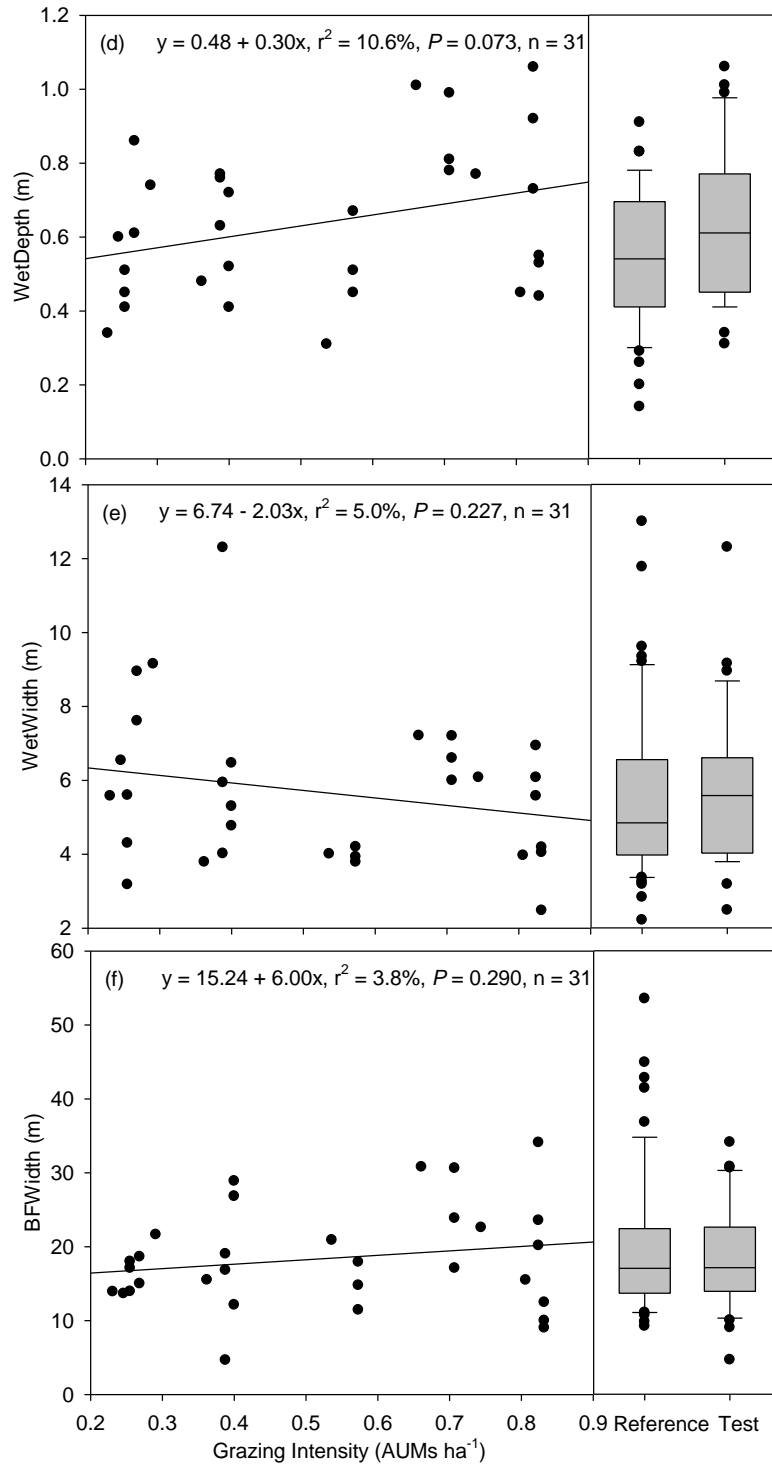 (d) y = 0.48 + 0.30x, r² = 10.6%, P = 0.073, n = 31
WetDepth (m)
1.2
1.0
0.8
0.6
0.4
0.2
0.0
(e) y = 6.74 - 2.03x, r² = 5.0%, P = 0.227, n = 31
WetWidth (m)
14
12
10
8
6
4
2
(f) y = 15.24 + 6.00x, r² = 3.8%, P = 0.290, n = 31
BFWidth (m)
60
50
40
30
20
10
0
0.2 0.3 0.4 0.5 0.6 0.7 0.8 0.9 Reference Test
Grazing Intensity (AUMs ha⁻¹)